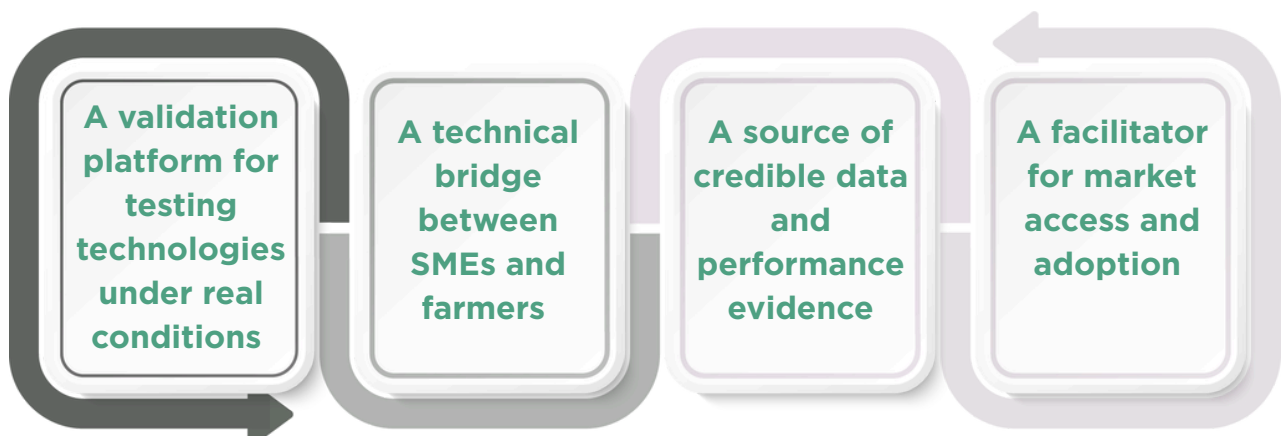 A validation
platform for
testing
technologies
under real
conditions
A technical
bridge
between
SMEs and
farmers
A source of
credible data
and
performance
evidence
A facilitator
for market
access and
adoption